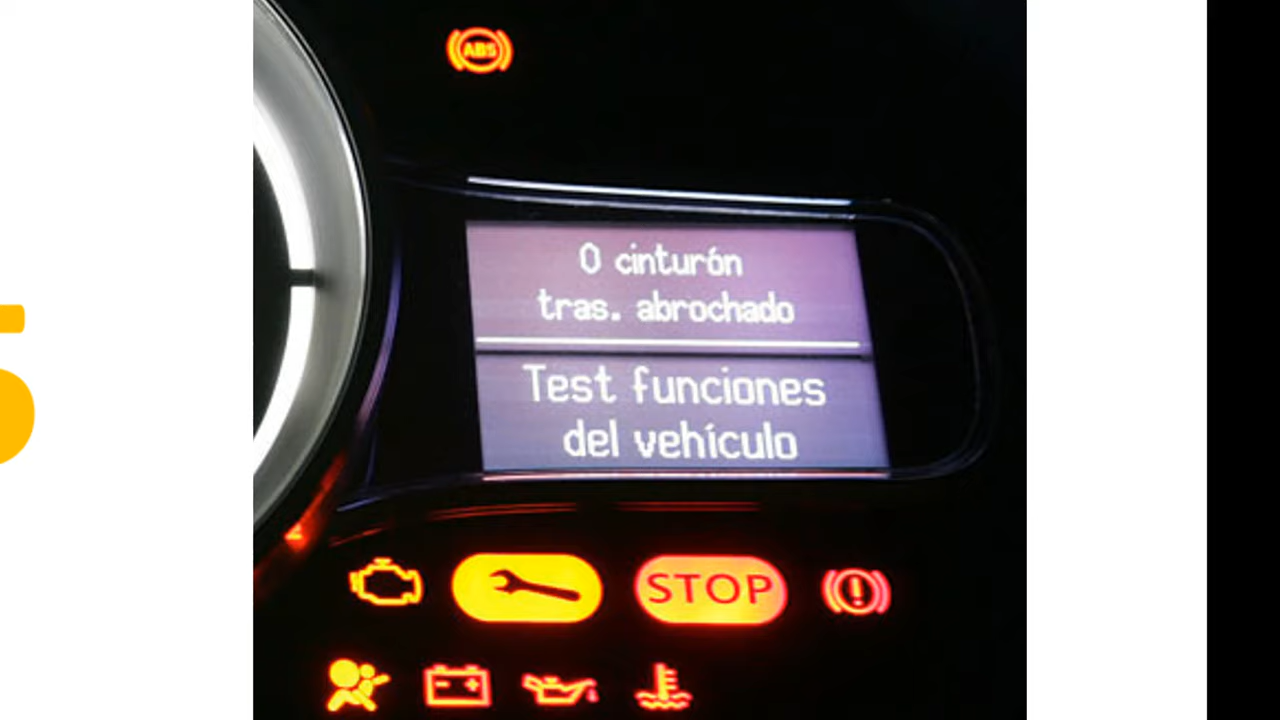 ABS
0 cinturón
tras. abrochado
Test funciones
del vehículo
STOP